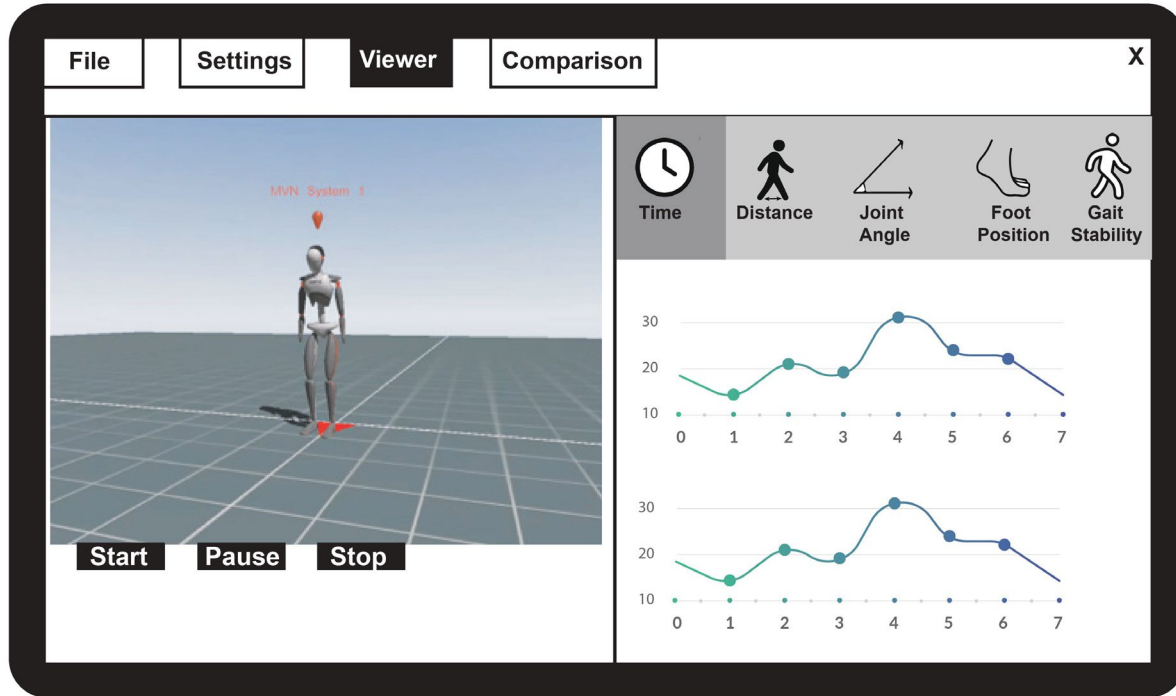 File Settings Viewer Comparison X
MVN System 1
Time Distance Joint Angle Foot Position Gait Stability
30
20
10
0 1 2 3 4 5 6 7
30
20
10
0 1 2 3 4 5 6 7
Start Pause Stop